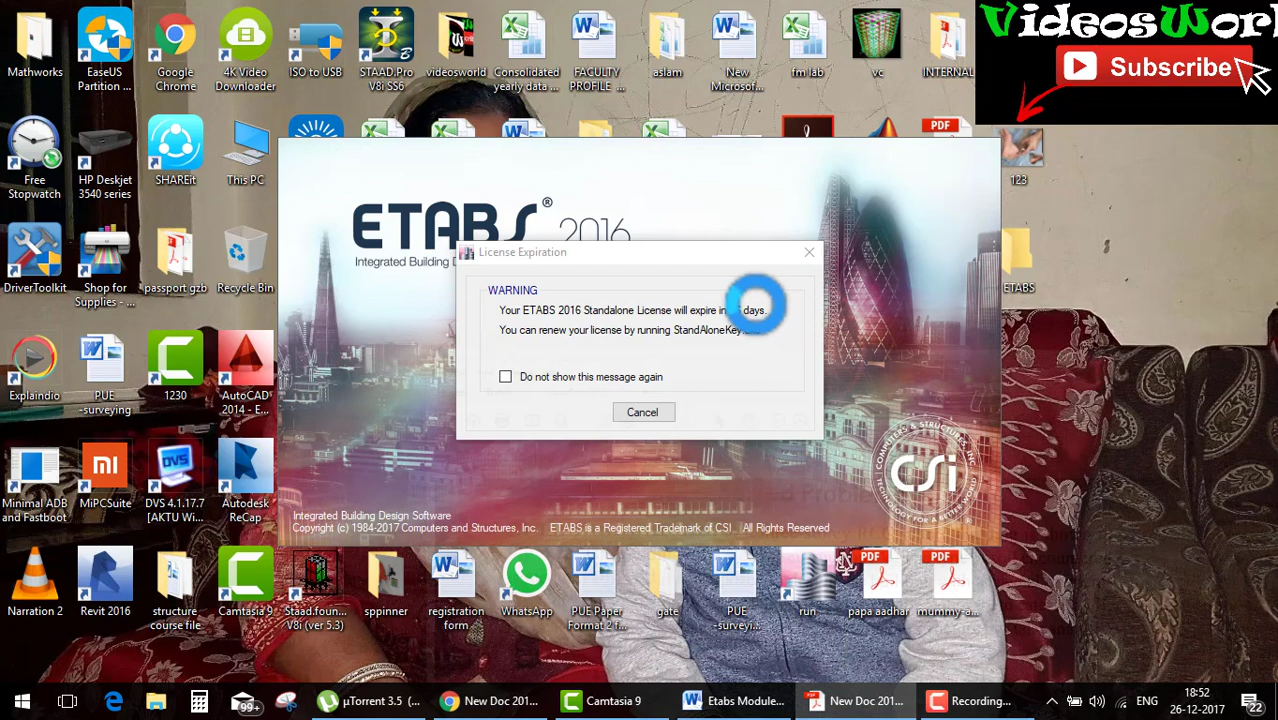 VideosWorl
Subscribe
Mathworks
EaseUS
Partition ...
Google
Chrome
4K Video
Downloader
ISO to USB
STAAD.Pro
V8i SS6
videosworld
Consolidated
yearly data ...
FACULTY
PROFILE_...
aslam
New
Microsof...
fm lab
vc
INTERNAL
Free
Stopwatch
HP Deskjet
3540 series
SHAREit
This PC
PDF
123
ETABS® 2016
Integrated Building D
License Expiration
WARNING
Your ETABS 2016 Standalone License will expire in days.
You can renew your license by running StandAloneKey.
Do not show this message again
Cancel
DriverToolkit
Shop for
Supplies - ...
passport gzb
Recycle Bin
ETABS
Explaindio
PUE
-surveying
1230
AutoCAD
2014 - E...
Minimal ADB
and Fastboot
MiPCSuite
DVS 4.1.17.7
[AKTU Wi...
Autodesk
ReCap
COMPUTERS & STRUCTURES, INC.
CSi
Integrated Building Design Software
Copyright (c) 1984-2017 Computers and Structures, Inc. ETABS is a Registered Trademark of CSI. All Rights Reserved
PDF
PDF
Narration 2
Revit 2016
structure
course file
Camtasia 9
Staad.foun...
V8i (ver 5.3)
sppinner
registration
form
WhatsApp
PUE Paper
Format 2 f...
gate
PUE
-surveyi...
run
papa aadhar
mummy-a...
99+
µTorrent 3.5 (...
New Doc 201...
Camtasia 9
Etabs Module...
New Doc 201...
Recording...
ENG
18:52
26-12-2017
22